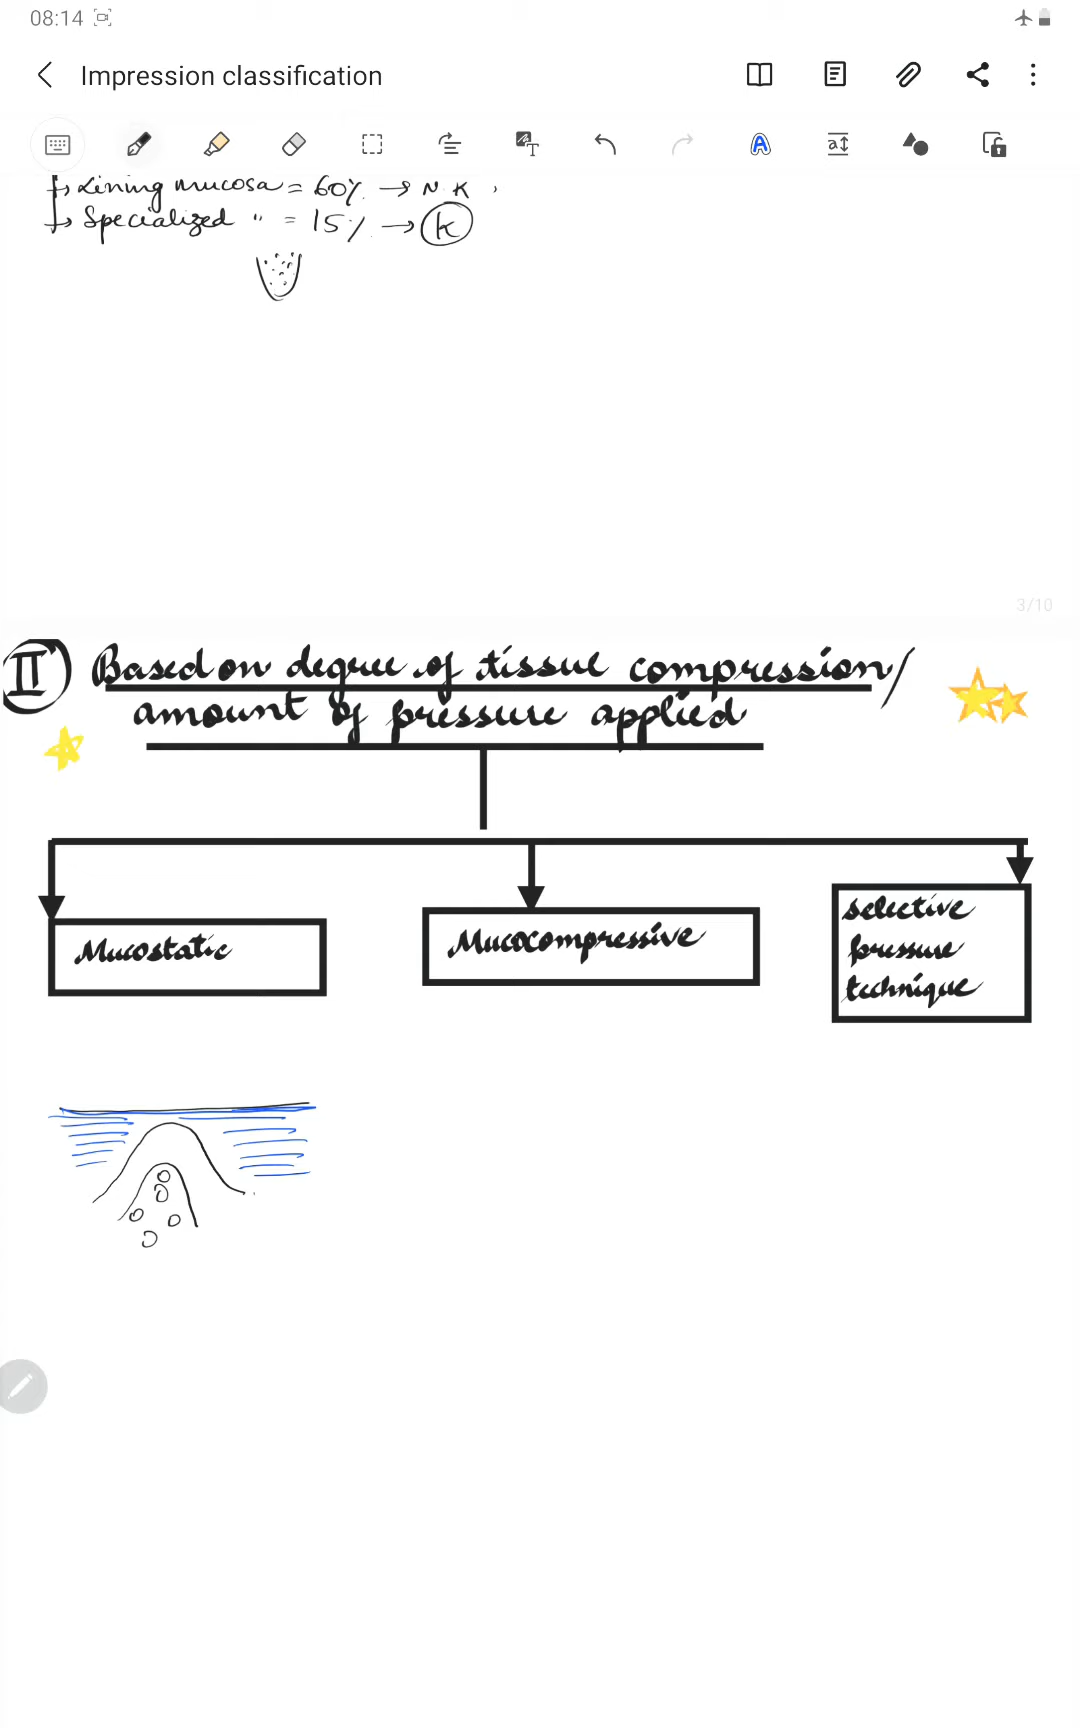 08:14
Impression classification
Lining mucosa = 60% → N.K,
Specialized " = 15% → K
3/10
II) Based on degree of tissue compression/
amount of pressure applied
Mucostatic
Mucocompressive
selective
pressure
technique